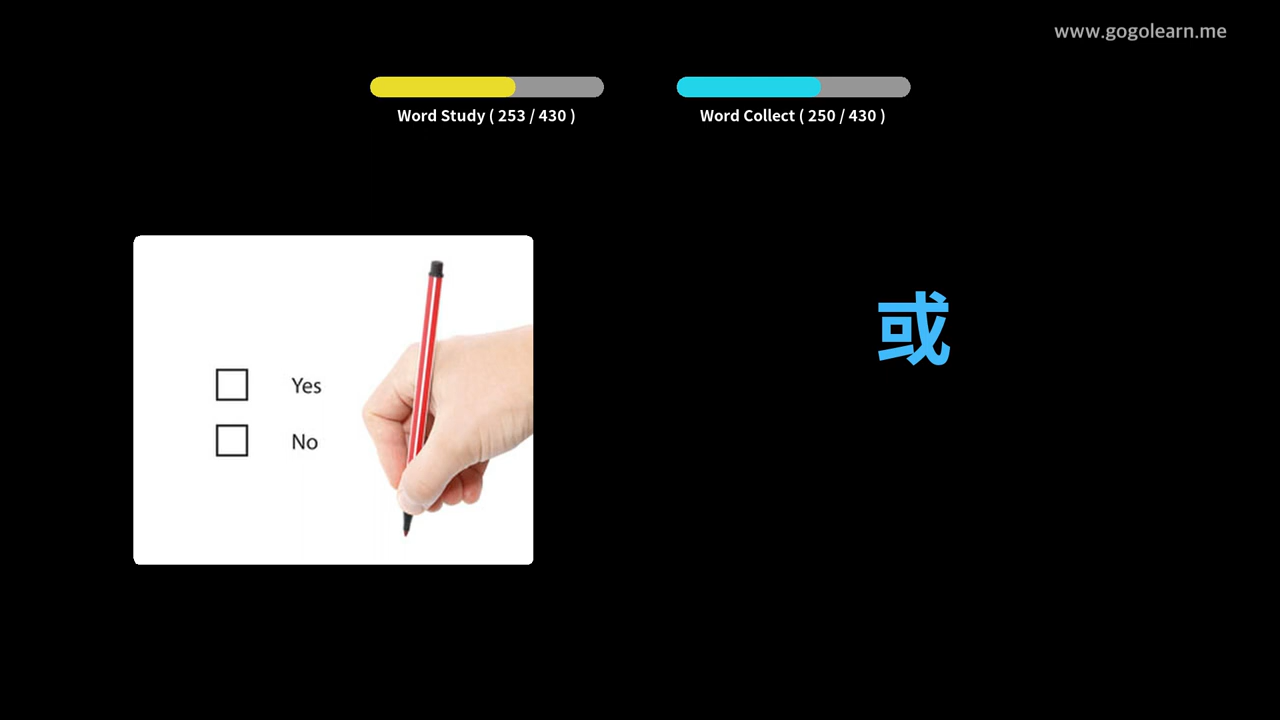 www.gogolearn.me
Word Study ( 253 / 430 )
Word Collect ( 250 / 430 )
Yes
No
或